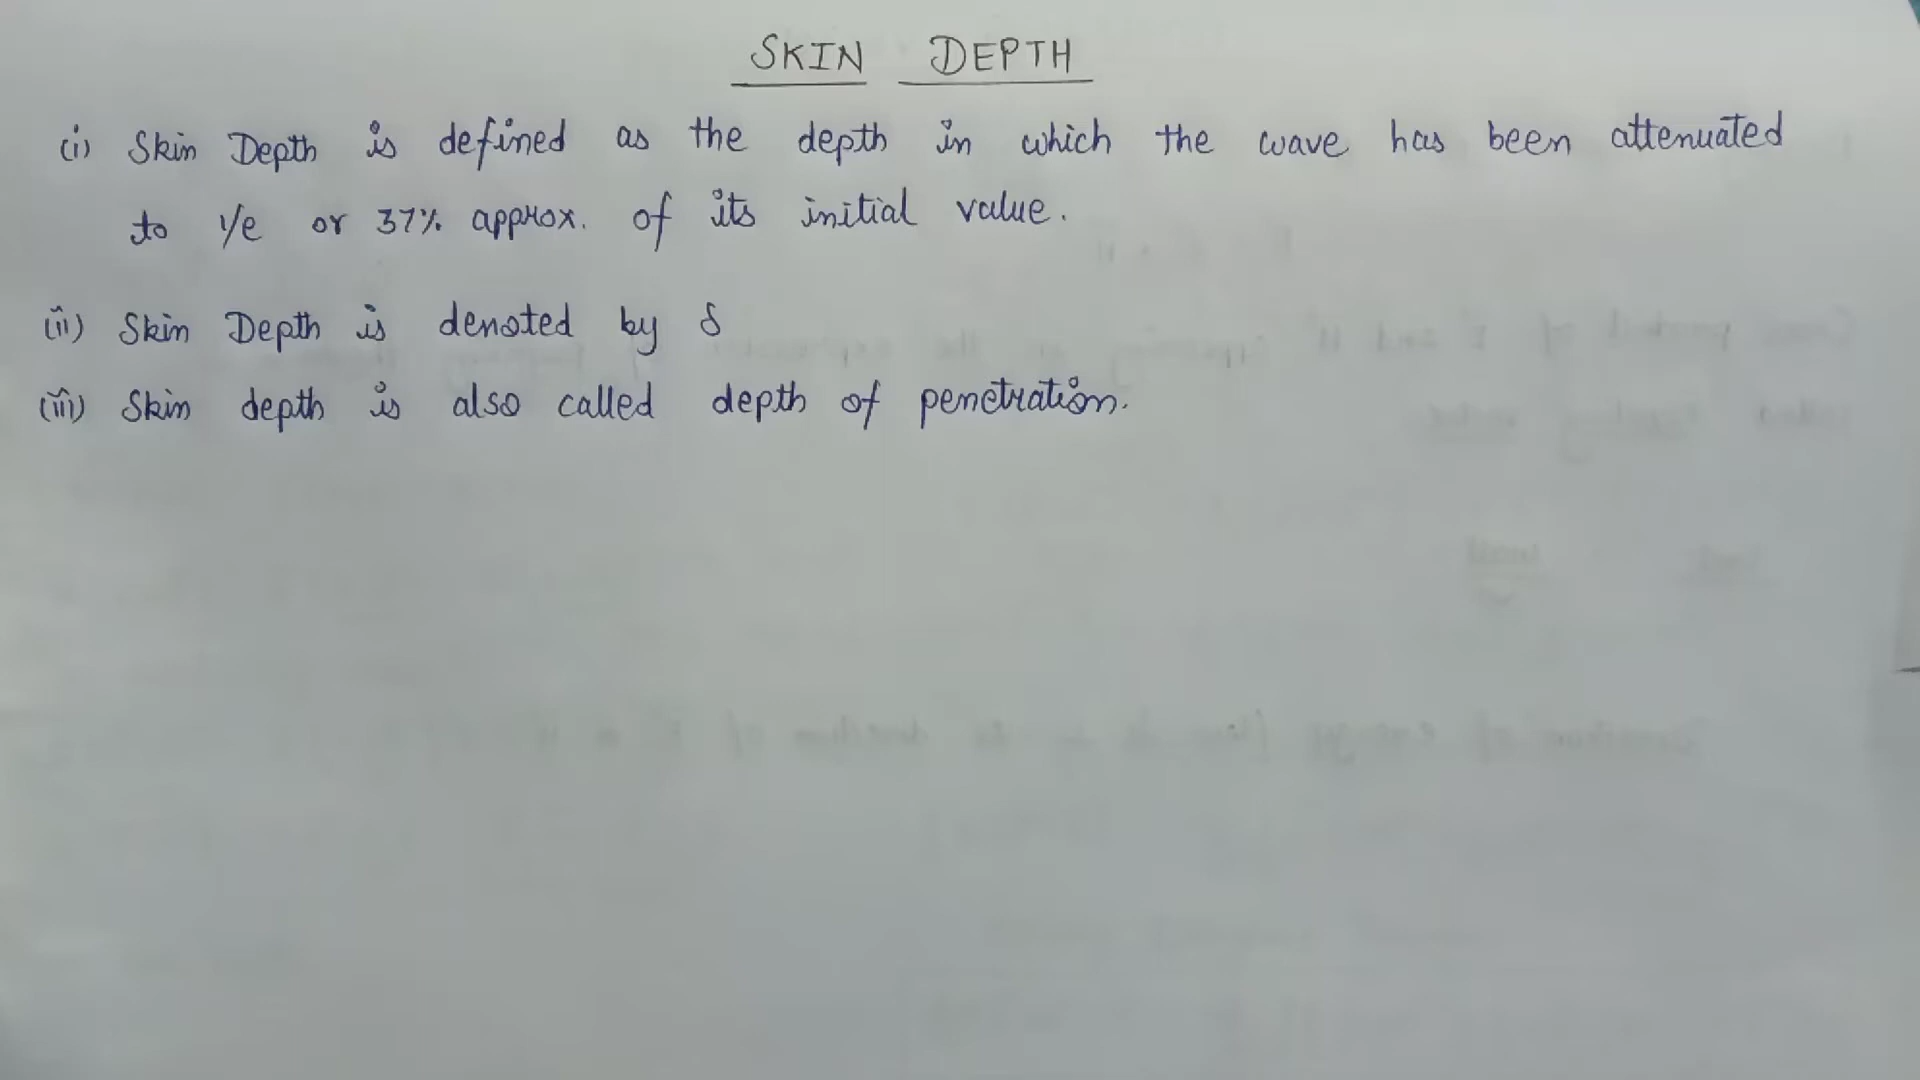 SKIN DEPTH
(i) Skin Depth is defined as the depth in which the wave has been attenuated
to 1/e or 37% approx. of its initial value.
(ii) Skin Depth is denoted by δ
(iii) Skin depth is also called depth of penetration.